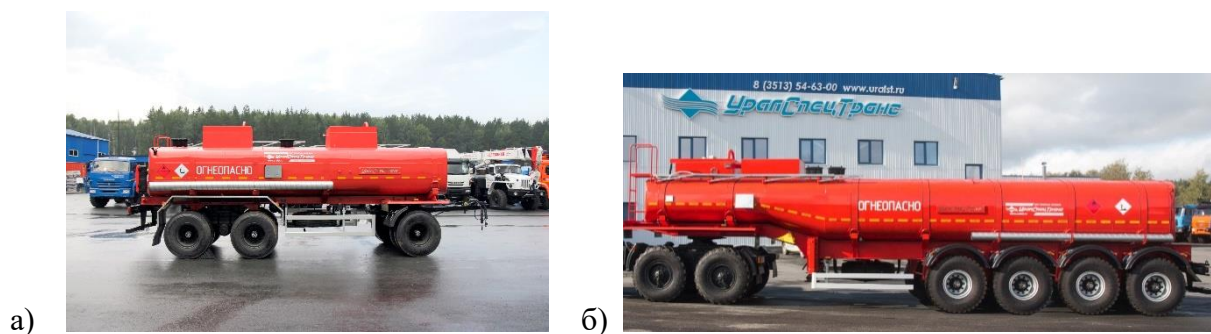 8 (3513) 54-63-00 www.uralst.ru
УралСпецТранс
ОГНЕОПАСНО
L
ОГНЕОПАСНО
L
а)
б)